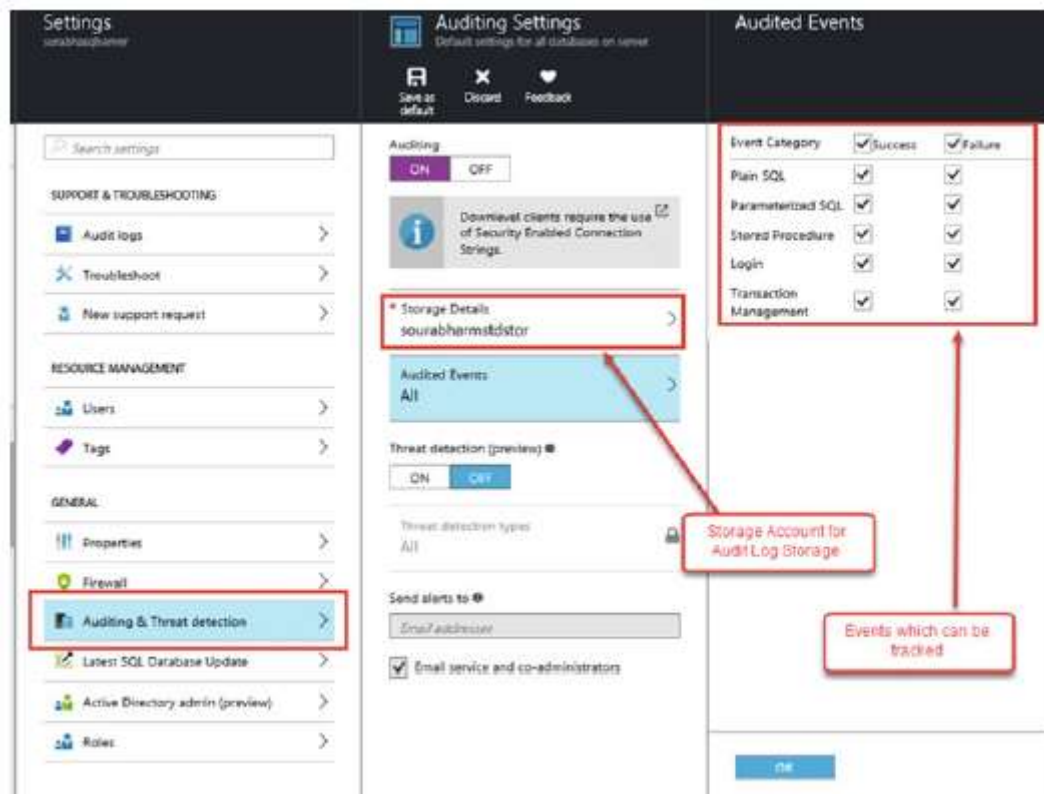 Settings
Auditing Settings
Default settings for all databases on server
Save as default
Discard
Feedback
Audited Events
Search settings
SUPPORT & TROUBLESHOOTING
Audit logs
Troubleshoot
New support request
RESOURCE MANAGEMENT
Users
Tags
GENERAL
Properties
Firewall
Auditing & Threat detection
Latest SQL Database Update
Active Directory admin (preview)
Roles
Auditing
ON OFF
Downlevel clients require the use
of Security Enabled Connection
Strings.
* Storage Details
sourabharmstdstor
Audited Events
All
Threat detection (preview)
ON OFF
Threat detection types
All
Send alerts to
Email addresses
Email service and co-administrators
Event Category Success Failure
Plain SQL
Parameterized SQL
Stored Procedure
Login
Transaction
Management
Storage Account for
Audit Log Storage
Events which can be
tracked
OK